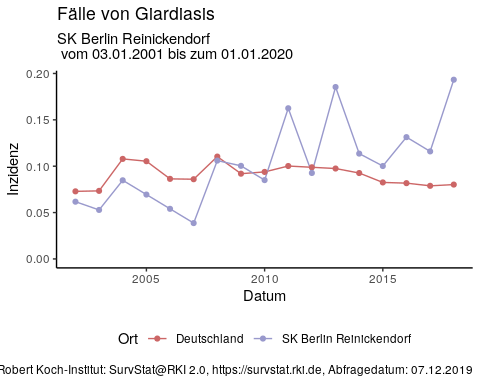 Fälle von Giardiasis
SK Berlin Reinickendorf
vom 03.01.2001 bis zum 01.01.2020
0.20
0.15
0.10
0.05
0.00
Inzidenz
2005 2010 2015
Datum
Ort Deutschland SK Berlin Reinickendorf
Robert Koch-Institut: SurvStat@RKI 2.0, https://survstat.rki.de, Abfragedatum: 07.12.2019